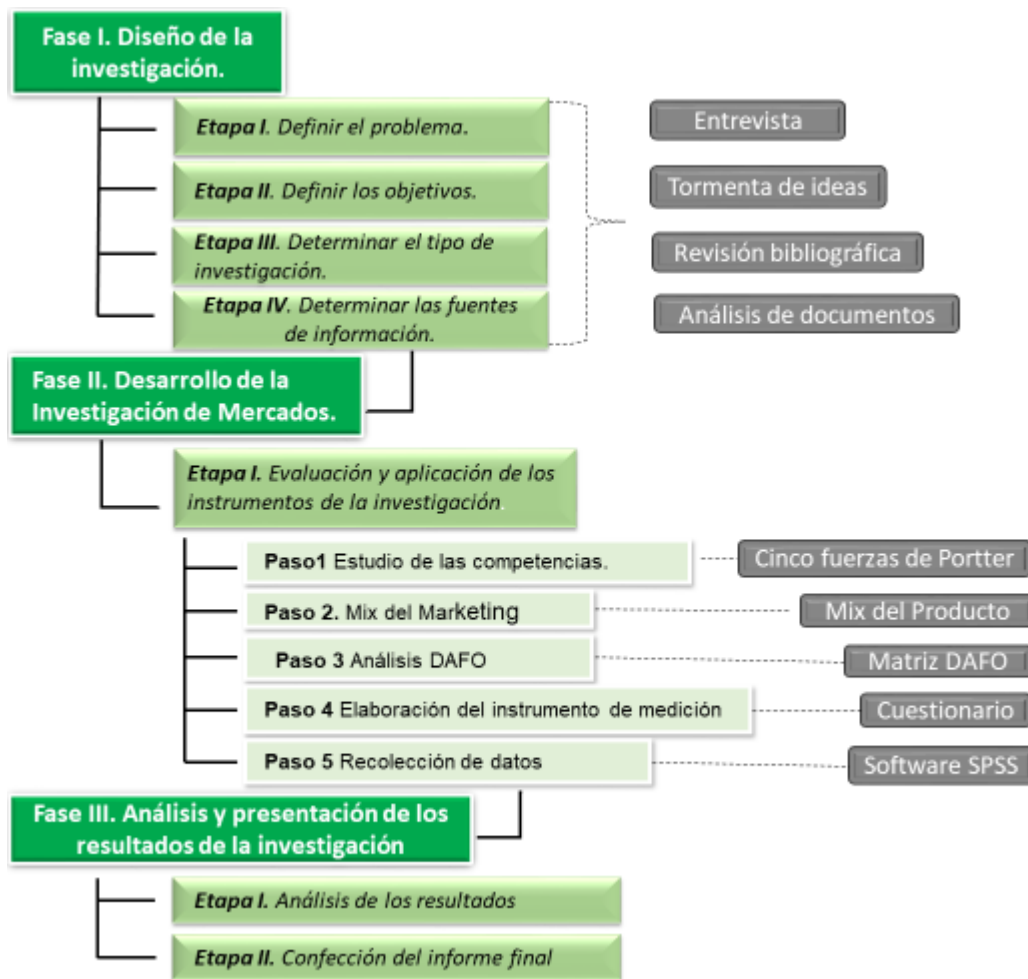 Fase I. Diseño de la
investigación.
Etapa I. Definir el problema.
Etapa II. Definir los objetivos.
Etapa III. Determinar el tipo de
investigación.
Etapa IV. Determinar las fuentes
de información.
Entrevista
Tormenta de ideas
Revisión bibliográfica
Análisis de documentos
Fase II. Desarrollo de la
Investigación de Mercados.
Etapa I. Evaluación y aplicación de los
instrumentos de la investigación.
Paso1 Estudio de las competencias.
Cinco fuerzas de Portter
Paso 2. Mix del Marketing
Mix del Producto
Paso 3 Análisis DAFO
Matriz DAFO
Paso 4 Elaboración del instrumento de medición
Cuestionario
Paso 5 Recolección de datos
Software SPSS
Fase III. Análisis y presentación de los
resultados de la investigación
Etapa I. Análisis de los resultados
Etapa II. Confección del informe final